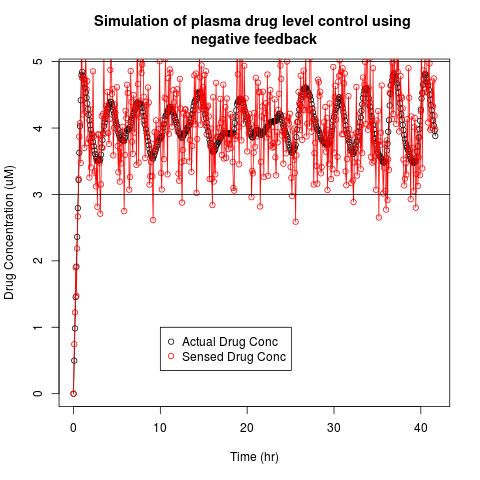 Simulation of plasma drug level control using
negative feedback
Drug Concentration (uM)
5
4
3
2
1
0
Actual Drug Conc
Sensed Drug Conc
0 10 20 30 40
Time (hr)